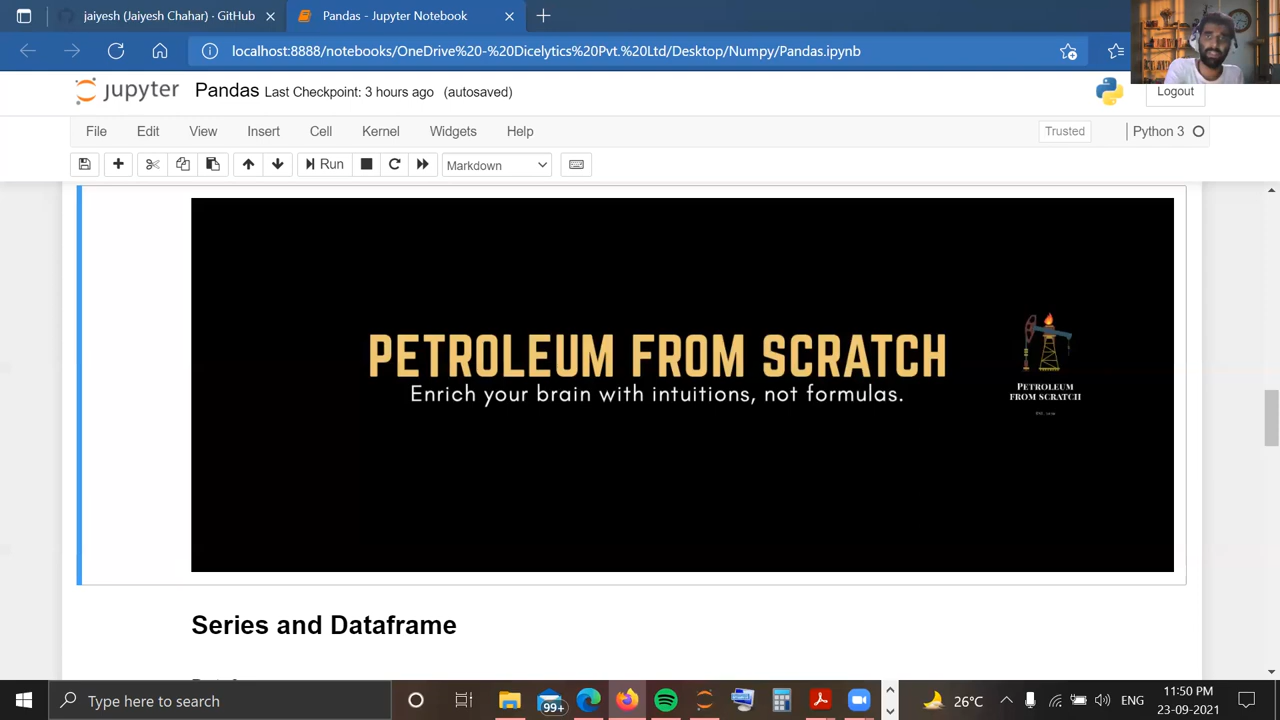 jaiyesh (Jaiyesh Chahar) · GitHub
Pandas - Jupyter Notebook
localhost:8888/notebooks/OneDrive%20-%20Dicelytics%20Pvt.%20Ltd/Desktop/Numpy/Pandas.ipynb
jupyter Pandas Last Checkpoint: 3 hours ago (autosaved)
Logout
File Edit View Insert Cell Kernel Widgets Help
Trusted
Python 3
Run
Markdown
PETROLEUM FROM SCRATCH
Enrich your brain with intuitions, not formulas.
PETROLEUM
FROM SCRATCH
Series and Dataframe
Type here to search
99+
26°C
ENG
11:50 PM
23-09-2021